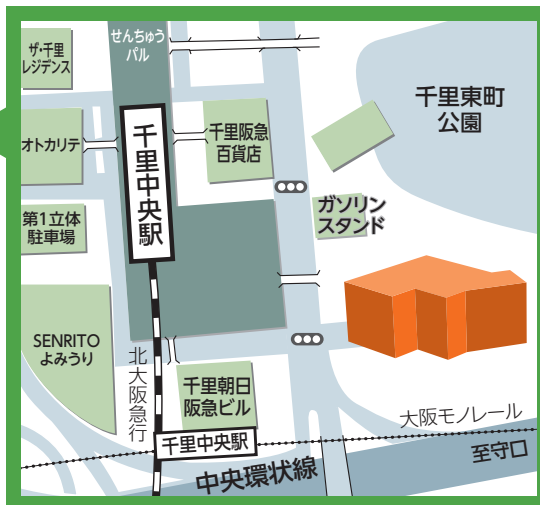 せんちゅう
パル
ザ・千里
レジデンス
千里東町
公園
オトカリテ
千里中央駅
千里阪急
百貨店
ガソリン
スタンド
第1立体
駐車場
SENRITO
よみうり
北大阪急行
千里朝日
阪急ビル
大阪モノレール
千里中央駅
中央環状線
至守口